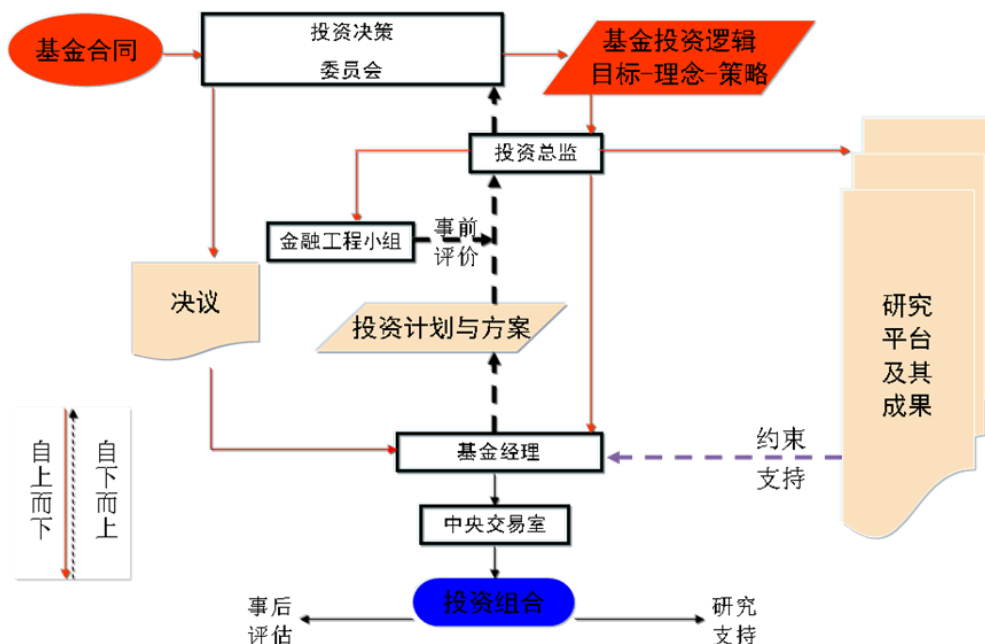 基金合同
投资决策
委员会
基金投资逻辑
目标-理念-策略
投资总监
金融工程小组
事前
评价
决议
投资计划与方案
研究
平台
及其
成果
自上而下
自下而上
基金经理
约束
支持
中央交易室
投资组合
事后
评估
研究
支持